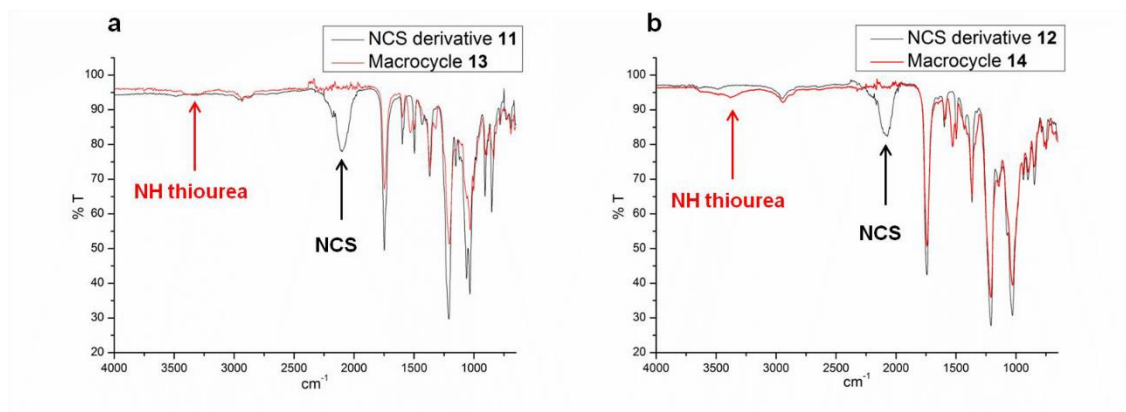 a
NCS derivative 11
Macrocycle 13
100
90
80
70
60
50
40
30
20
% T
4000
3500
3000
2500
2000
1500
1000
cm-1
NH thiourea
NCS
b
NCS derivative 12
Macrocycle 14
100
90
80
70
60
50
40
30
20
% T
4000
3500
3000
2500
2000
1500
1000
cm-1
NH thiourea
NCS